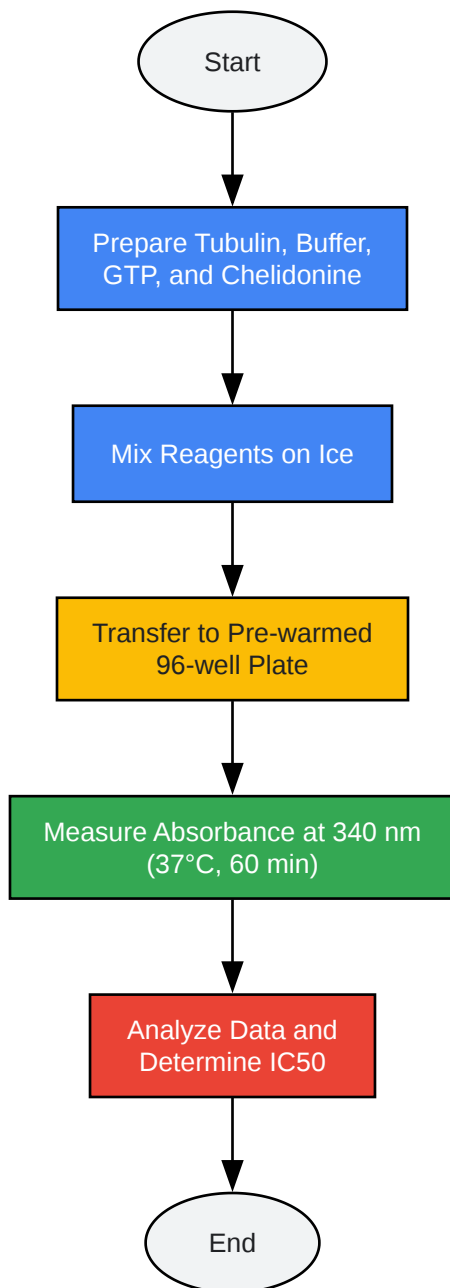 Start
Prepare Tubulin, Buffer,
GTP, and Chelidonine
Mix Reagents on Ice
Transfer to Pre-warmed
96-well Plate
Measure Absorbance at 340 nm
(37°C, 60 min)
Analyze Data and
Determine IC50
End